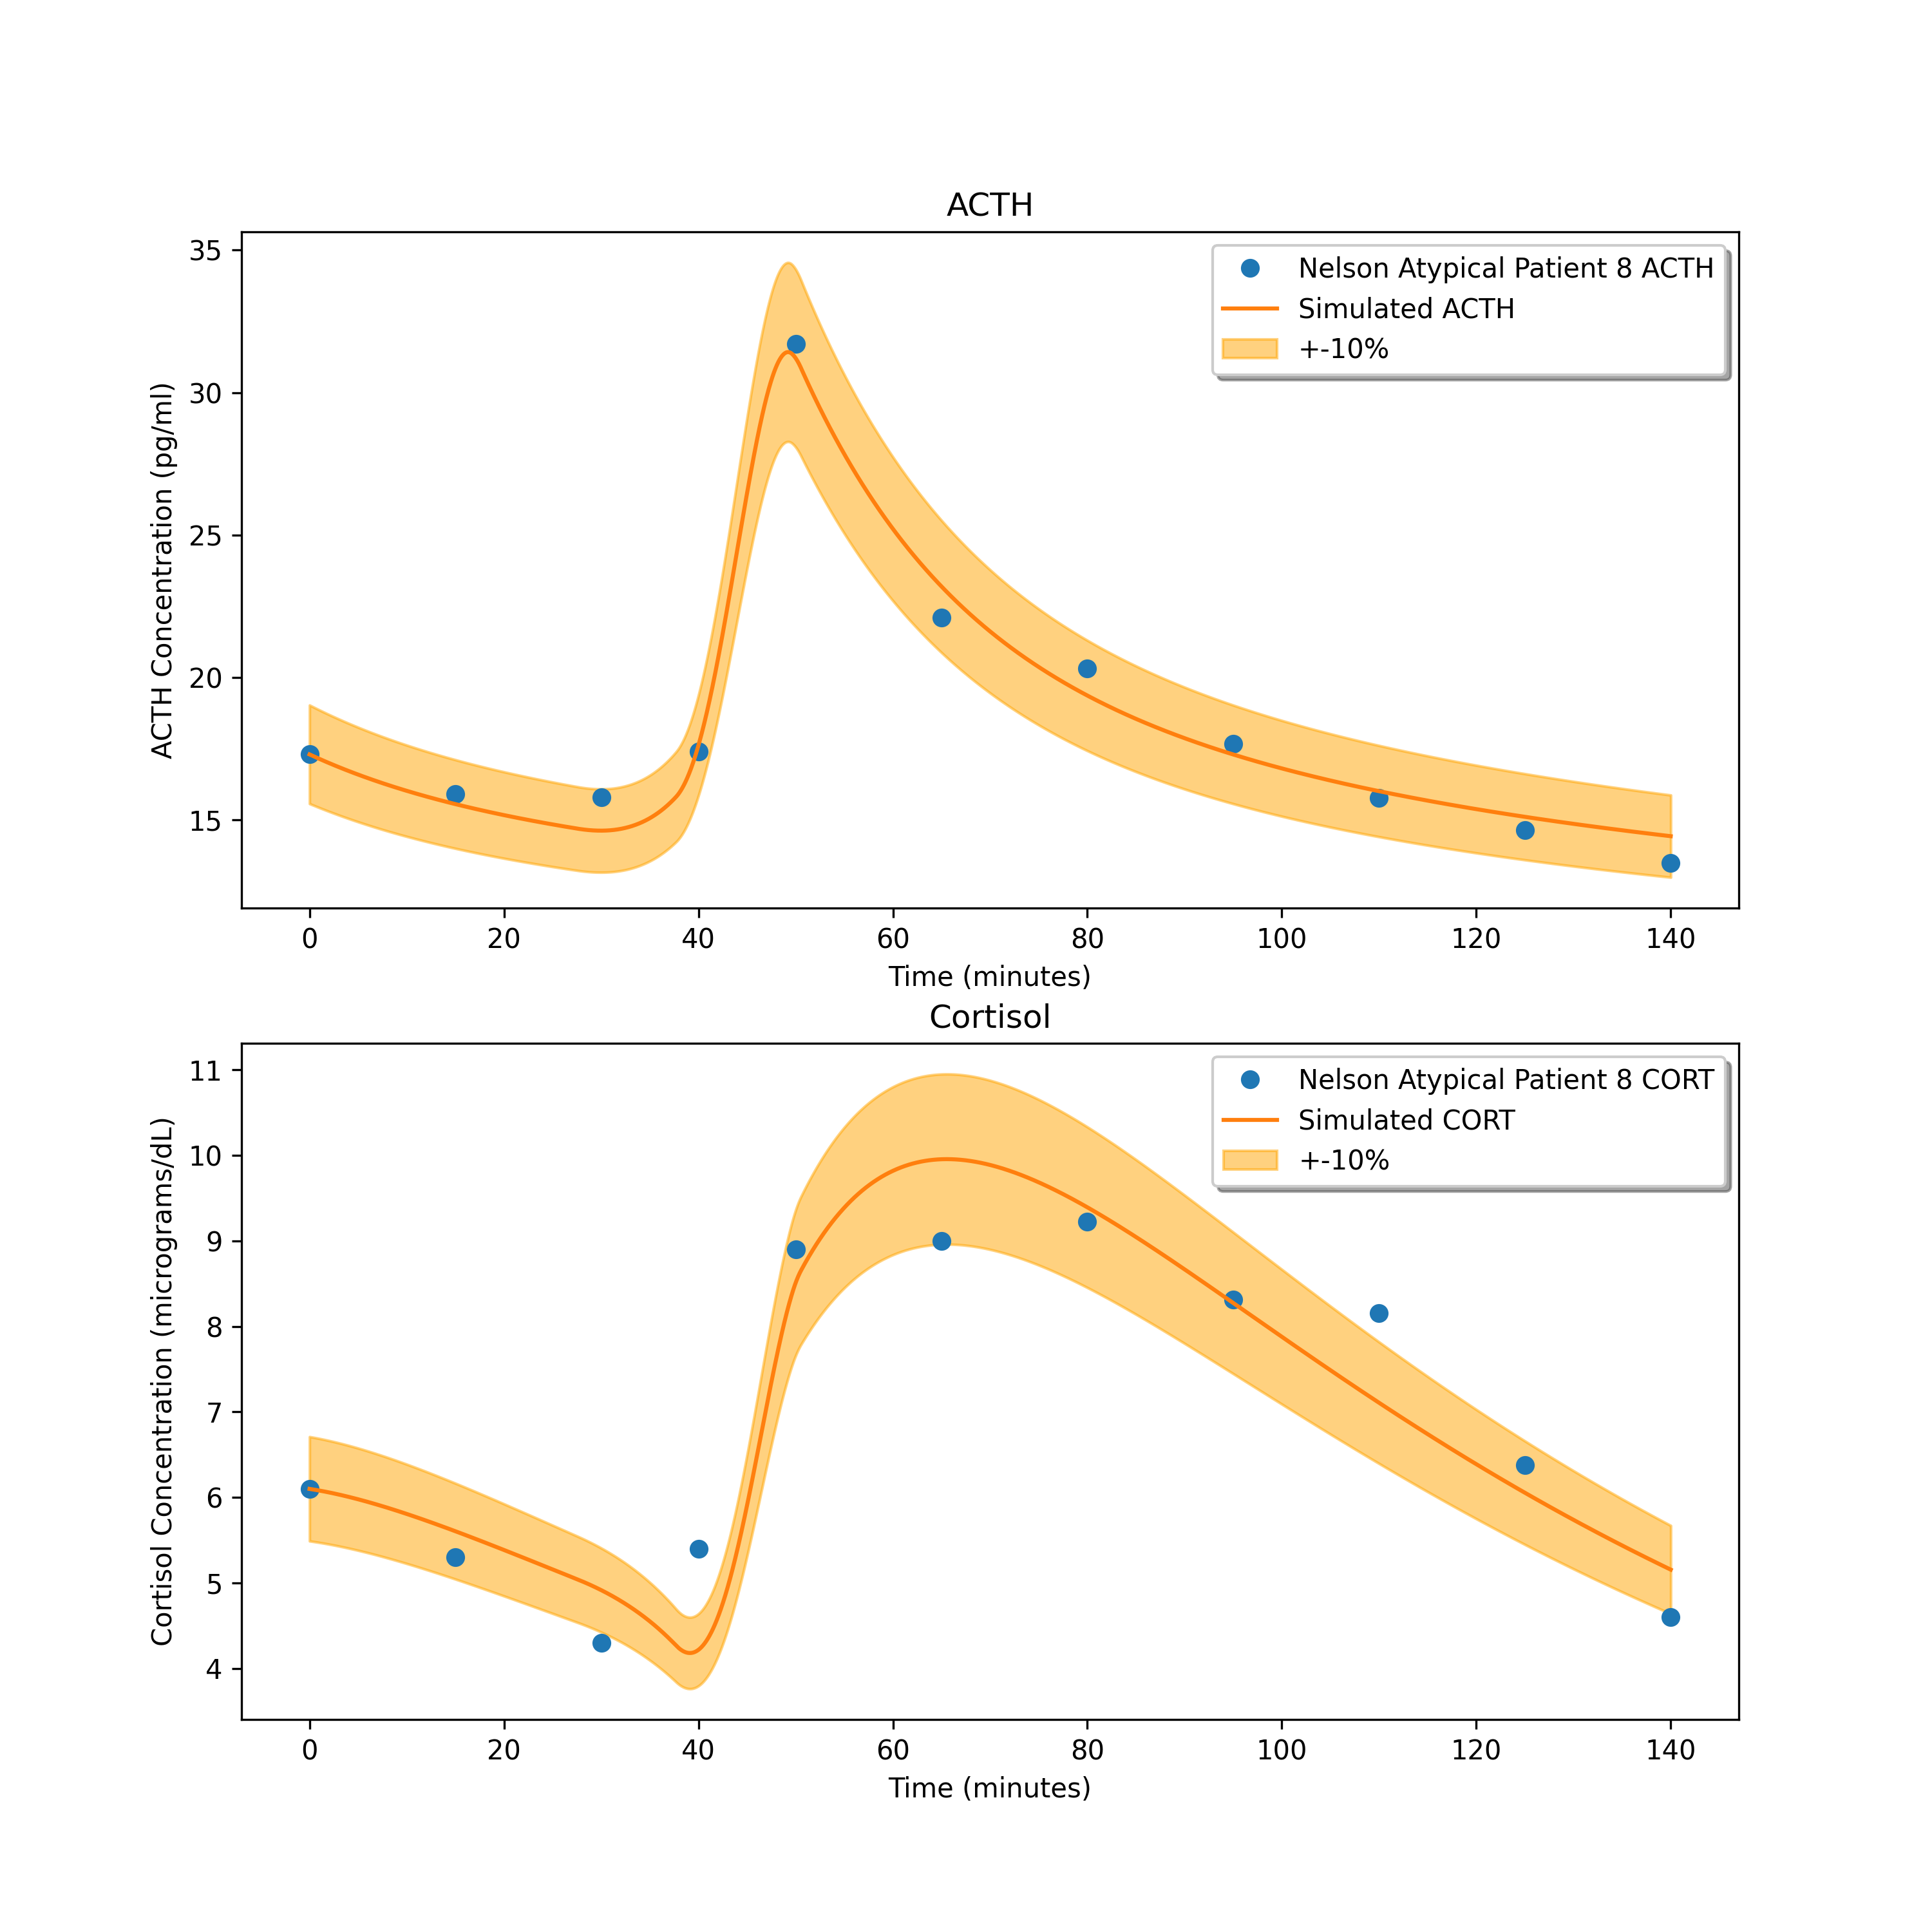 ACTH
35
30
25
20
15
ACTH Concentration (pg/ml)
Nelson Atypical Patient 8 ACTH
Simulated ACTH
+-10%
0 20 40 60 80 100 120 140
Time (minutes)
Cortisol
11
10
9
8
7
6
5
4
Cortisol Concentration (micrograms/dL)
Nelson Atypical Patient 8 CORT
Simulated CORT
+-10%
0 20 40 60 80 100 120 140
Time (minutes)